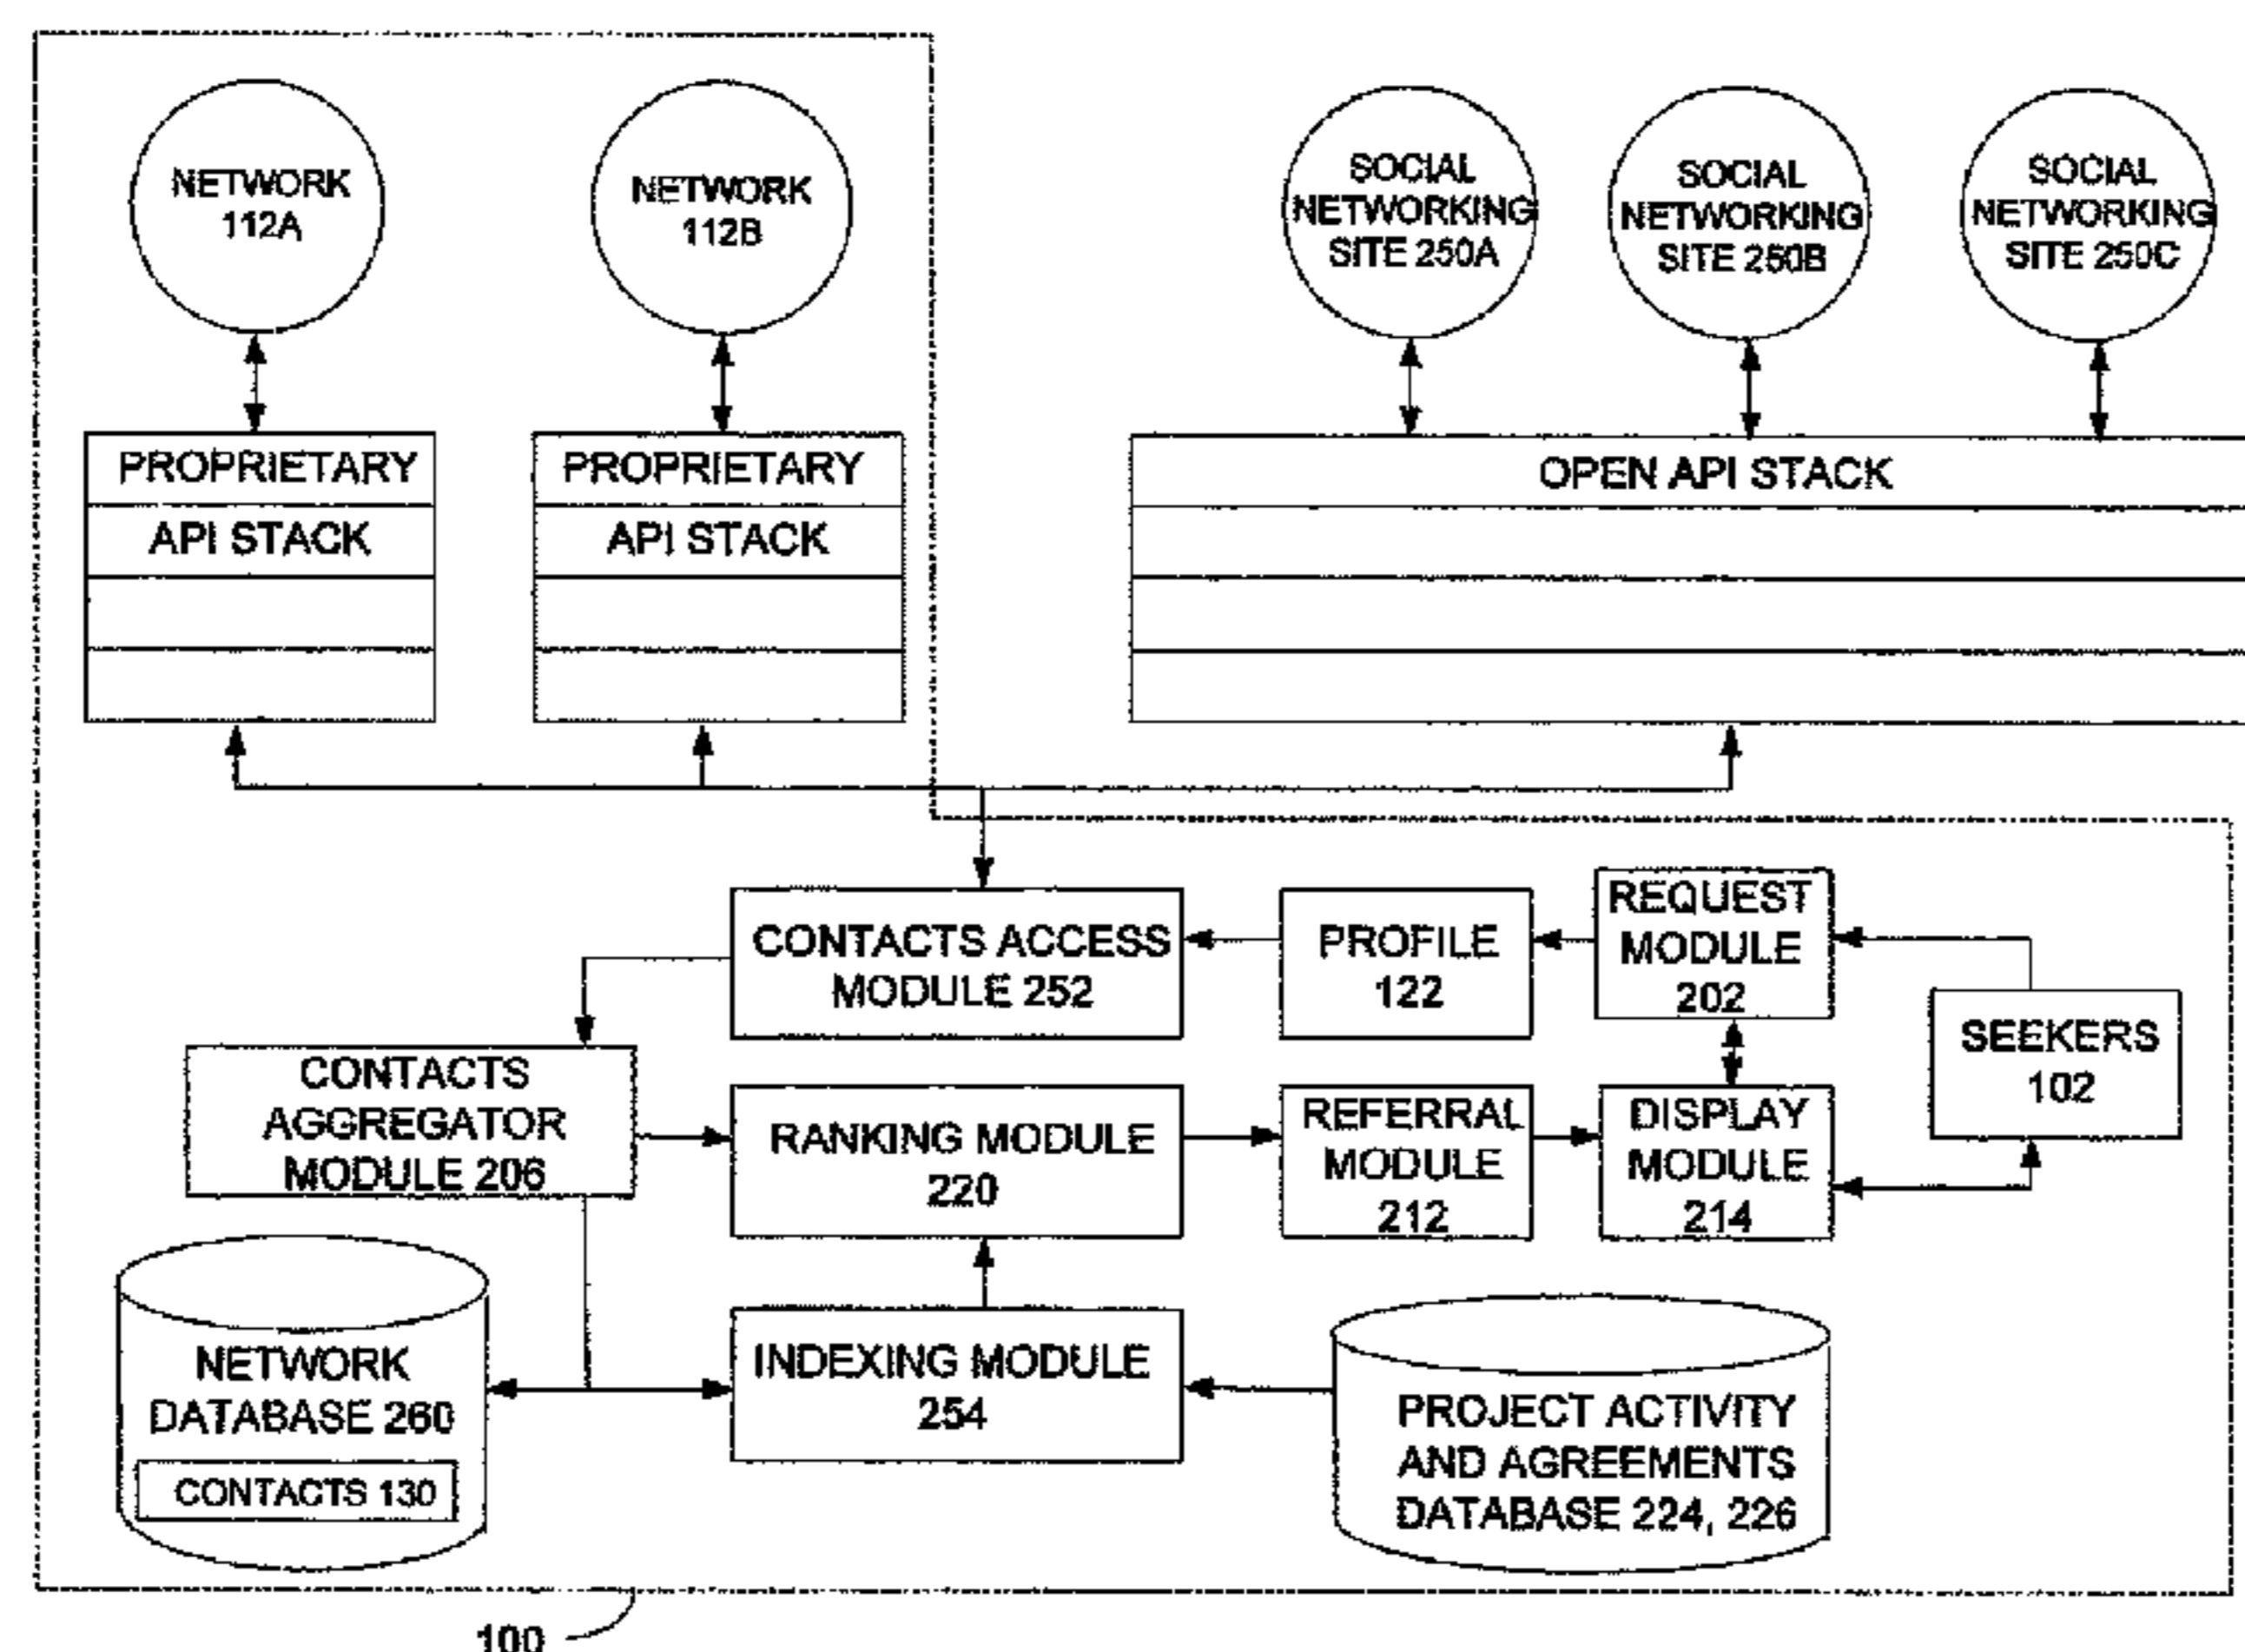 NETWORK
112A
NETWORK
112B
SOCIAL
NETWORKING
SITE 250A
SOCIAL
NETWORKING
SITE 250B
SOCIAL
NETWORKING
SITE 250C
PROPRIETARY
API STACK
PROPRIETARY
API STACK
OPEN API STACK
CONTACTS ACCESS
MODULE 252
PROFILE
122
REQUEST
MODULE
202
SEEKERS
102
CONTACTS
AGGREGATOR
MODULE 206
RANKING MODULE
220
REFERRAL
MODULE
212
DISPLAY
MODULE
214
NETWORK
DATABASE 260
CONTACTS 130
INDEXING MODULE
254
PROJECT ACTIVITY
AND AGREEMENTS
DATABASE 224, 226
100